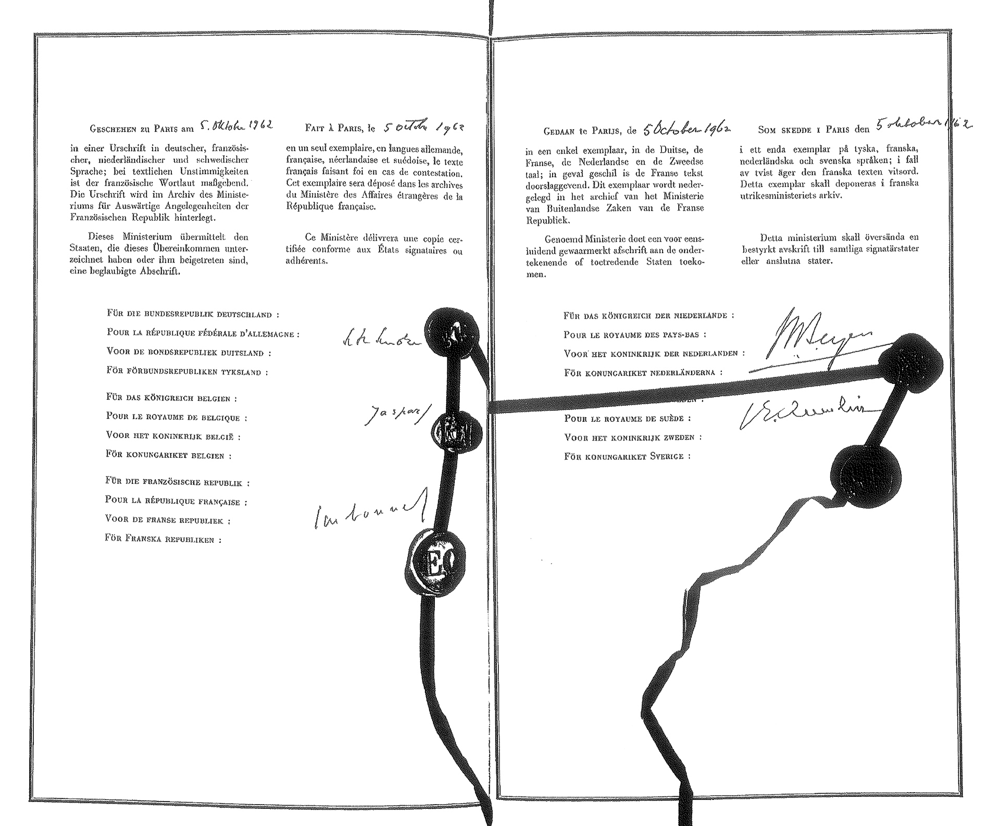 GESCHEHEN zu PARIS am 5. Oktober 1962
in einer Urschrift in deutscher, französis-
cher, niederländischer und schwedischer
Sprache; bei textlichen Unstimmigkeiten
ist der französische Wortlaut maßgebend.
Die Urschrift wird im Archiv des Ministe-
riums für Auswärtige Angelegenheiten der
Französischen Republik hinterlegt.
Dieses Ministerium übermittelt den
Staaten, die dieses Übereinkommen unter-
zeichnet haben oder ihm beigetreten sind,
eine beglaubigte Abschrift.
FAIT À PARIS, le 5 octobre 1962
en un seul exemplaire, en langues allemande,
française, néerlandaise et suédoise, le texte
français faisant foi en cas de contestation.
Cet exemplaire sera déposé dans les archives
du Ministère des Affaires étrangères de la
République française.
Ce Ministère délivrera une copie cer-
tifiée conforme aux États signataires ou
adhérents.
FÜR DIE BUNDESREPUBLIK DEUTSCHLAND :
POUR LA RÉPUBLIQUE FÉDÉRALE D'ALLEMAGNE :
VOOR DE BONDSREPUBLIEK DUITSLAND :
FÖR FÖRBUNDSREPUBLIKEN TYKSLAND :
FÜR DAS KÖNIGREICH BELGIEN :
POUR LE ROYAUME DE BELGIQUE :
Jaspar
VOOR HET KONINKRIJK BELGIË :
FÖR KONUNGARIKET BELGIEN :
FÜR DIE FRANZÖSISCHE REPUBLIK :
POUR LA RÉPUBLIQUE FRANÇAISE :
VOOR DE FRANSE REPUBLIEK :
FÖR FRANSKA REPUBLIKEN :
GEDAAN te PARIJS, de 5 October 1962
in een enkel exemplaar, in de Duitse, de
Franse, de Nederlandse en de Zweedse
taal; in geval geschil is de Franse tekst
doorslaggevend. Dit exemplaar wordt neder-
gelegd in het archief van het Ministerie
van Buitenlandse Zaken van de Franse
Republiek.
Genoemd Ministerie doet een voor eens-
luidend gewaarmerkt afschrift aan de onder-
tekenende of toetredende Staten toeko-
men.
SOM SKEDDE I PARIS den 5 oktober 1962
i ett enda exemplar på tyska, franska,
nederländska och svenska språken; i fall
av tvist äger den franska texten vitsord.
Detta exemplar skall deponeras i franska
utrikesministeriets arkiv.
Detta ministerium skall översända en
bestyrkt avskrift till samtliga signatärstater
eller anslutna stater.
FÜR DAS KÖNIGREICH DER NIEDERLANDE :
POUR LE ROYAUME DES PAYS-BAS :
VOOR HET KONINKRIJK DER NEDERLANDEN :
FÖR KONUNGARIKET NEDERLÄNDERNA :
POUR LE ROYAUME DE SUÈDE :
VOOR HET KONINKRIJK ZWEDEN :
FÖR KONUNGARIKET SVERIGE :